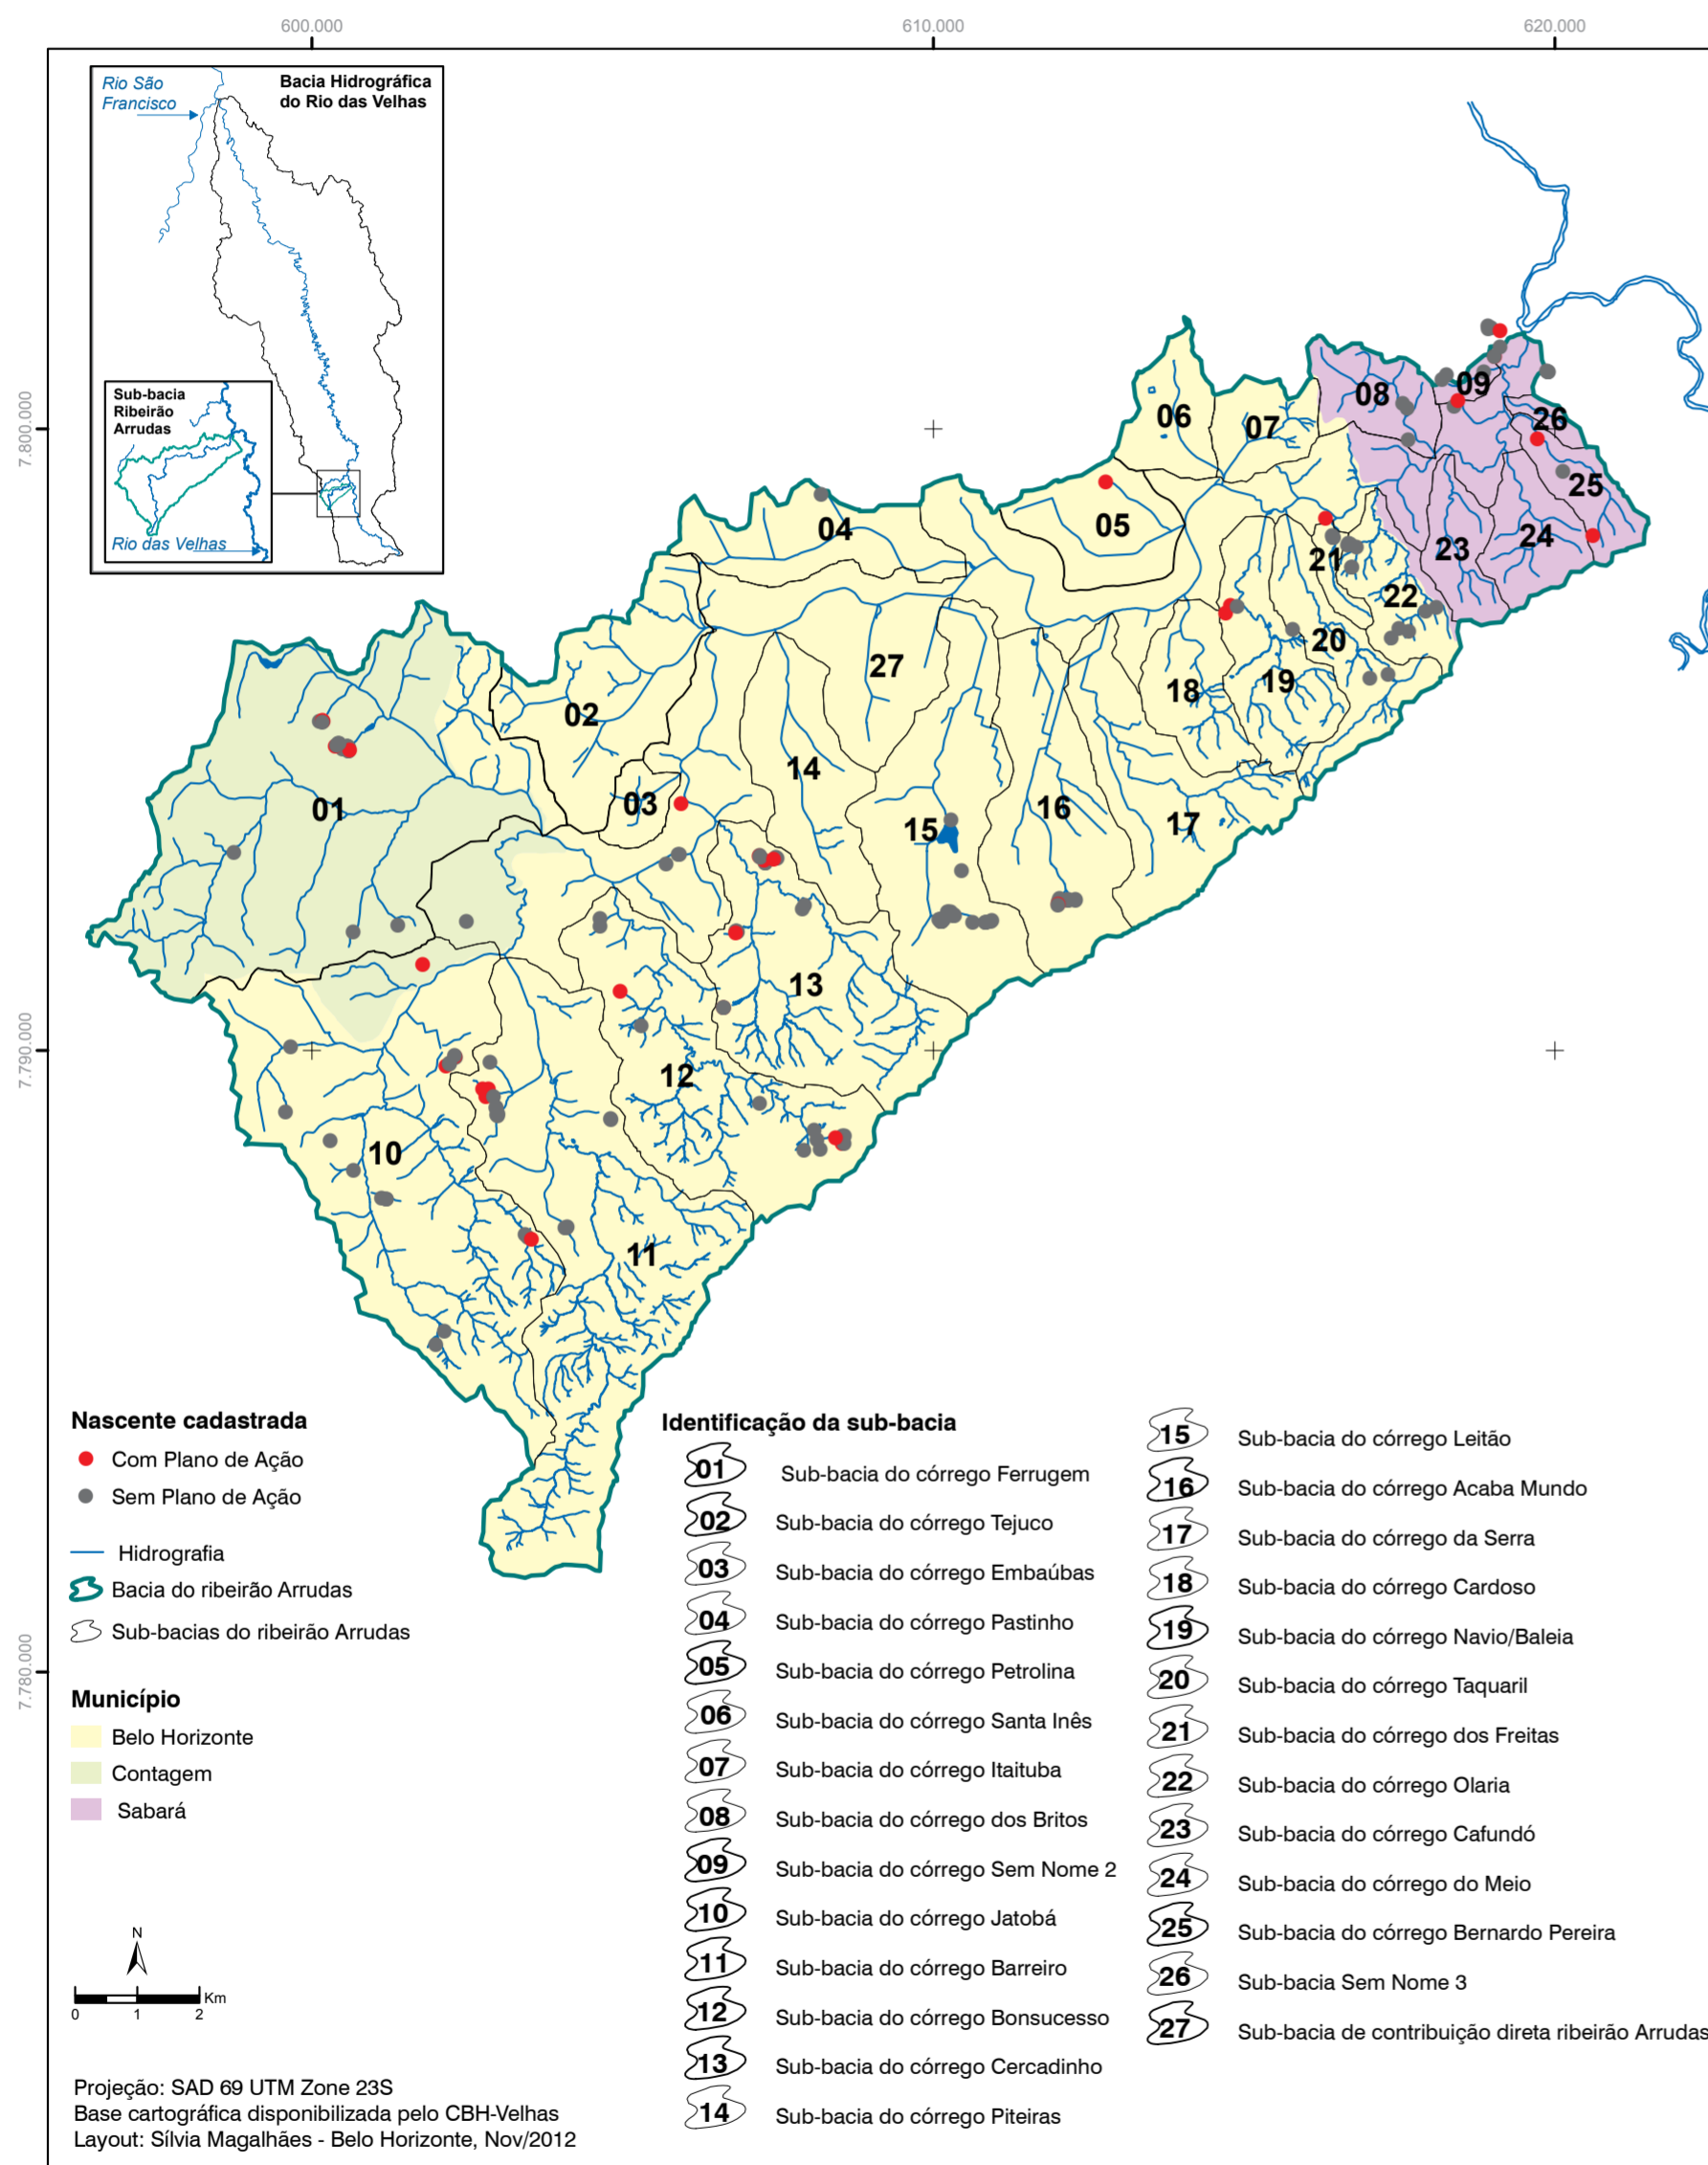 600.000
610.000
620.000
7.800.000
7.790.000
7.780.000
Rio São
Francisco
Bacia Hidrográfica
do Rio das Velhas
Sub-bacia
Ribeirão
Arrudas
Rio das Velhas
06
07
08
09
26
25
04
05
21
23
24
22
20
27
19
18
02
14
03
16
01
15
17
13
12
10
11
Nascente cadastrada
Com Plano de Ação
Sem Plano de Ação
Hidrografia
Bacia do ribeirão Arrudas
Sub-bacias do ribeirão Arrudas
Município
Belo Horizonte
Contagem
Sabará
N
Km
0 1 2
Projeção: SAD 69 UTM Zone 23S
Base cartográfica disponibilizada pelo CBH-Velhas
Layout: Sílvia Magalhães - Belo Horizonte, Nov/2012
Identificação da sub-bacia
01 Sub-bacia do córrego Ferrugem
02 Sub-bacia do córrego Tejuco
03 Sub-bacia do córrego Embaúbas
04 Sub-bacia do córrego Pastinho
05 Sub-bacia do córrego Petrolina
06 Sub-bacia do córrego Santa Inês
07 Sub-bacia do córrego Itaituba
08 Sub-bacia do córrego dos Britos
09 Sub-bacia do córrego Sem Nome 2
10 Sub-bacia do córrego Jatobá
11 Sub-bacia do córrego Barreiro
12 Sub-bacia do córrego Bonsucesso
13 Sub-bacia do córrego Cercadinho
14 Sub-bacia do córrego Piteiras
15 Sub-bacia do córrego Leitão
16 Sub-bacia do córrego Acaba Mundo
17 Sub-bacia do córrego da Serra
18 Sub-bacia do córrego Cardoso
19 Sub-bacia do córrego Navio/Baleia
20 Sub-bacia do córrego Taquaril
21 Sub-bacia do córrego dos Freitas
22 Sub-bacia do córrego Olaria
23 Sub-bacia do córrego Cafundó
24 Sub-bacia do córrego do Meio
25 Sub-bacia do córrego Bernardo Pereira
26 Sub-bacia Sem Nome 3
27 Sub-bacia de contribuição direta ribeirão Arrudas